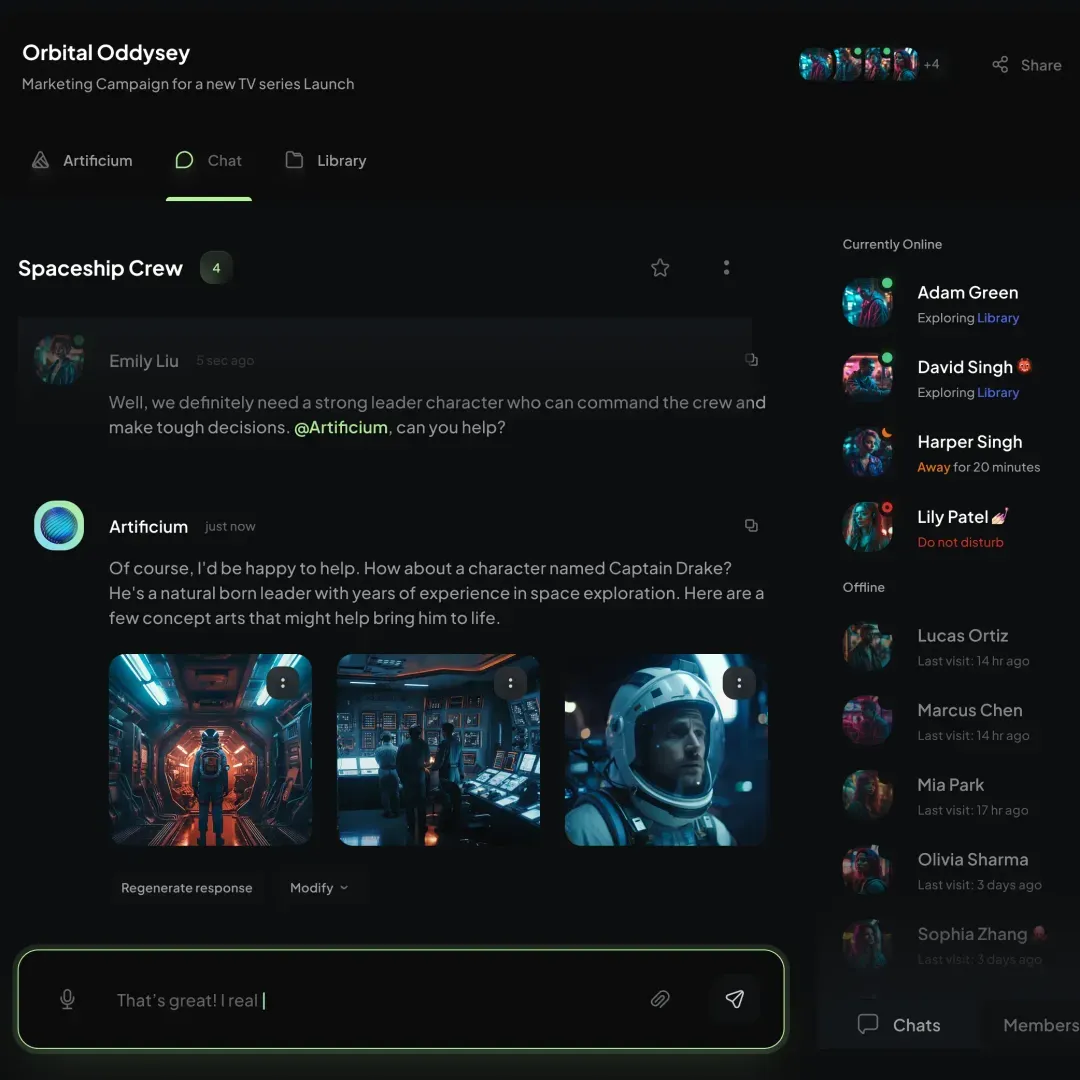 Orbital Oddysey
Marketing Campaign for a new TV series Launch
+4
Share
Artificium
Chat
Library
Spaceship Crew
4
Emily Liu
5 sec ago
Well, we definitely need a strong leader character who can command the crew and
make tough decisions. @Artificium, can you help?
Artificium
just now
Of course, I'd be happy to help. How about a character named Captain Drake?
He's a natural born leader with years of experience in space exploration. Here are a
few concept arts that might help bring him to life.
Regenerate response
Modify
That's great! I real
Currently Online
Adam Green
Exploring Library
David Singh
Exploring Library
Harper Singh
Away for 20 minutes
Lily Patel
Do not disturb
Offline
Lucas Ortiz
Last visit: 14 hr ago
Marcus Chen
Last visit: 14 hr ago
Mia Park
Last visit: 17 hr ago
Olivia Sharma
Last visit: 3 days ago
Sophia Zhang
Last visit: 3 days ago
Chats
Members